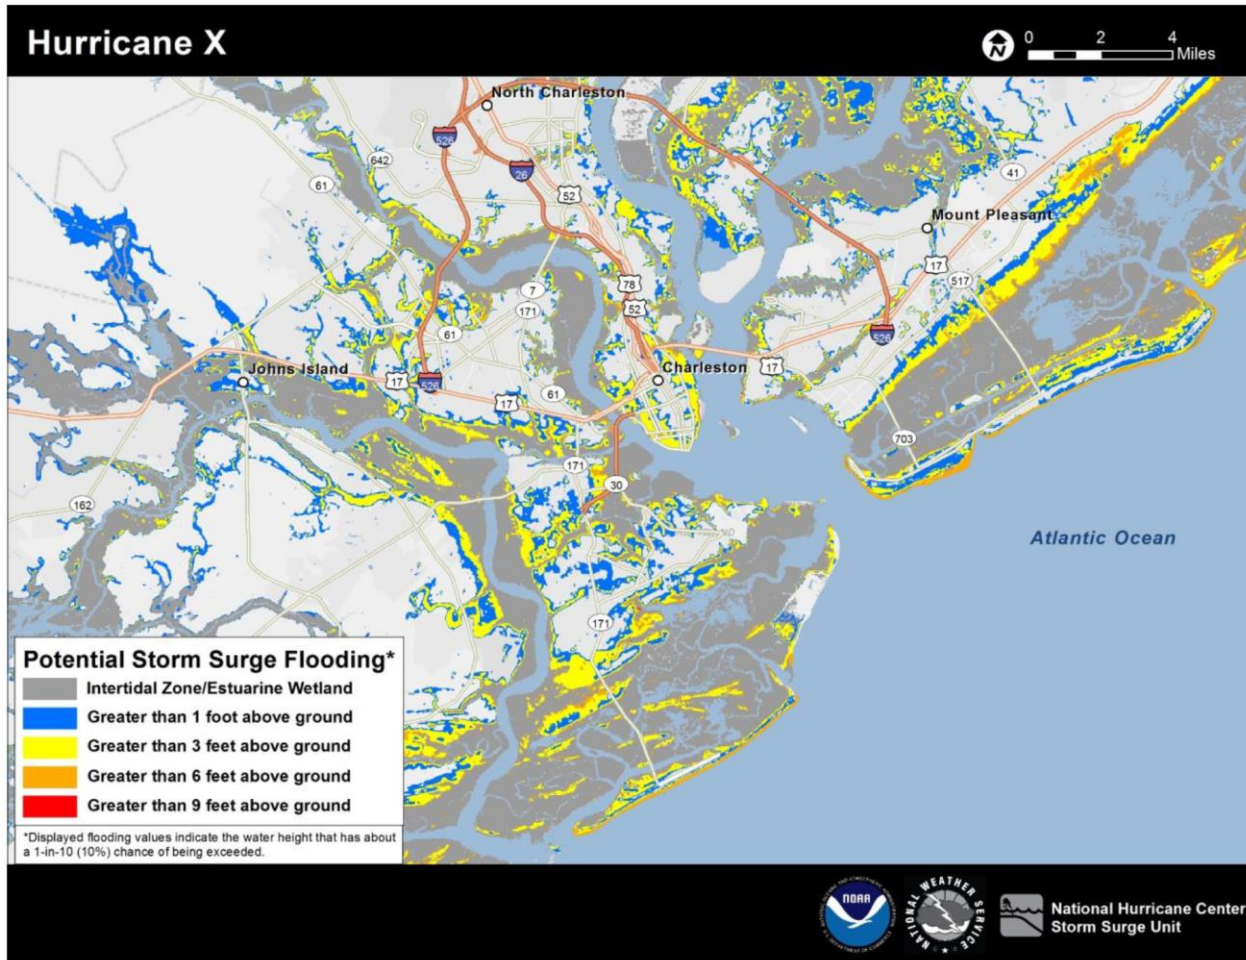 Hurricane X
N
0 2 4
Miles
North Charleston
526
26
642
61
52
41
Mount Pleasant
17
517
78
7
52
171
61
526
Johns Island
17
526
Charleston
17
61
17
703
171
30
162
Atlantic Ocean
171
Potential Storm Surge Flooding*
Intertidal Zone/Estuarine Wetland
Greater than 1 foot above ground
Greater than 3 feet above ground
Greater than 6 feet above ground
Greater than 9 feet above ground
*Displayed flooding values indicate the water height that has about
a 1-in-10 (10%) chance of being exceeded.
NOAA
NATIONAL WEATHER SERVICE
National Hurricane Center
Storm Surge Unit